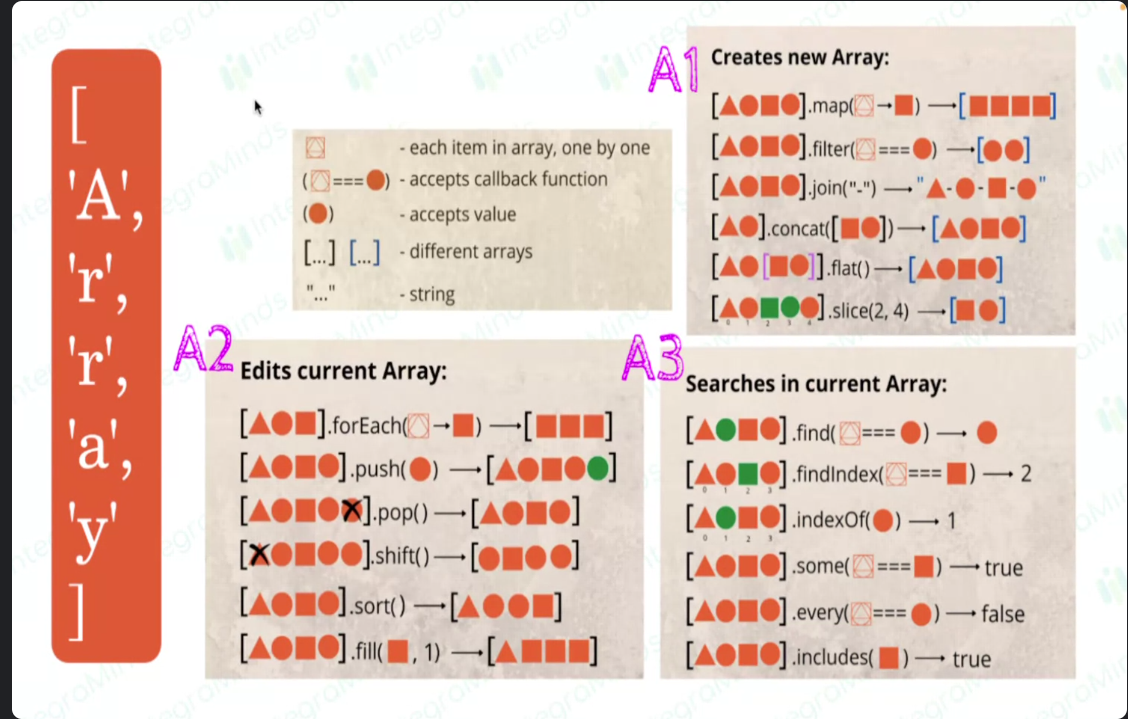 [
'A',
'r',
'r',
'a',
'y'
]
- each item in array, one by one
( === ) - accepts callback function
( ) - accepts value
[...] [...] - different arrays
"..." - string
A1
Creates new Array:
[ ].map( → ) → [ ]
[ ].filter( === ) → [ ]
[ ].join("-") → " - - - "
[ ].concat([ ]) → [ ]
[ [ ]].flat() → [ ]
[ ].slice(2, 4) → [ ]
0 1 2 3 4
A2
Edits current Array:
[ ].forEach( → ) → [ ]
[ ].push( ) → [ ]
[ ].pop() → [ ]
[ ].shift() → [ ]
[ ].sort() → [ ]
[ ].fill( , 1) → [ ]
A3
Searches in current Array:
[ ].find( === ) →
[ ].findIndex( === ) → 2
0 1 2 3
[ ].indexOf( ) → 1
0 1 2 3
[ ].some( === ) → true
[ ].every( === ) → false
[ ].includes( ) → true
IntegraMinds